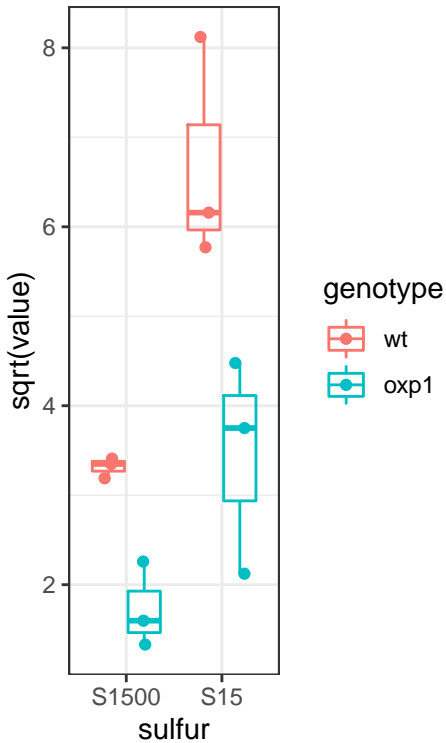 8
6
4
2
sqrt(value)
S1500 S15
sulfur
genotype
wt
oxp1